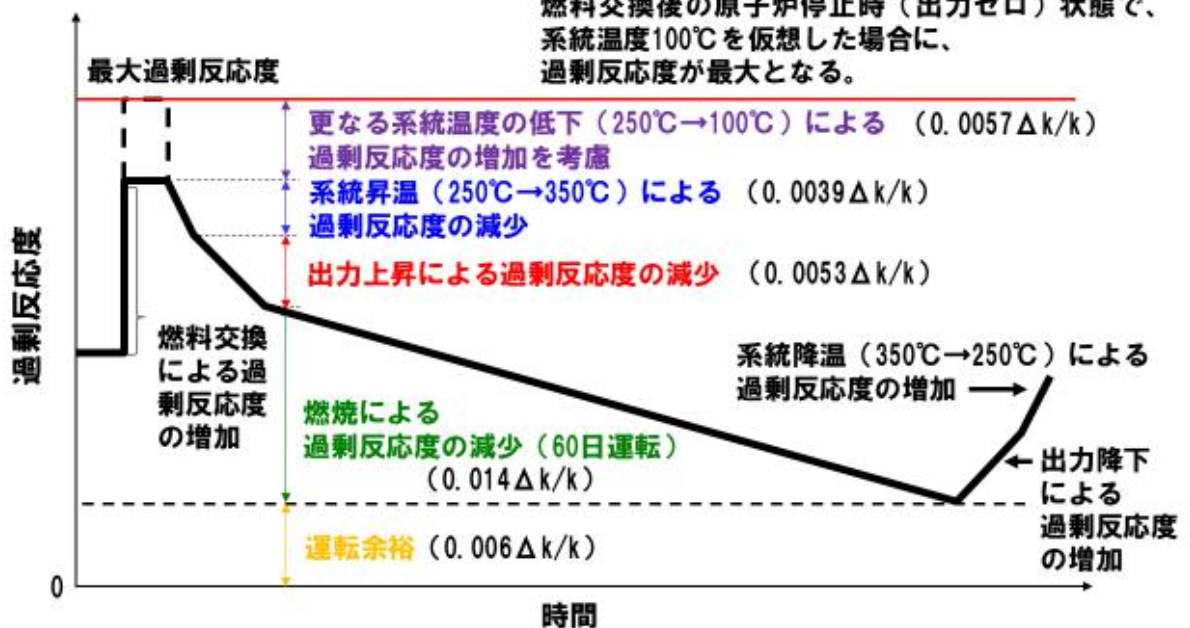 燃料交換後の原子炉停止時（出力ゼロ）状態で、
系統温度100℃を仮想した場合に、
過剰反応度が最大となる。
最大過剰反応度
更なる系統温度の低下（250℃→100℃）による （0.0057Δk/k）
過剰反応度の増加を考慮
系統昇温（250℃→350℃）による （0.0039Δk/k）
過剰反応度の減少
出力上昇による過剰反応度の減少 （0.0053Δk/k）
過剰反応度
燃料交換
による過
剰反応度
の増加
燃焼による
過剰反応度の減少（60日運転）
（0.014Δk/k）
系統降温（350℃→250℃）による
過剰反応度の増加
出力降下
による
過剰反応度
の増加
運転余裕（0.006Δk/k）
0
時間